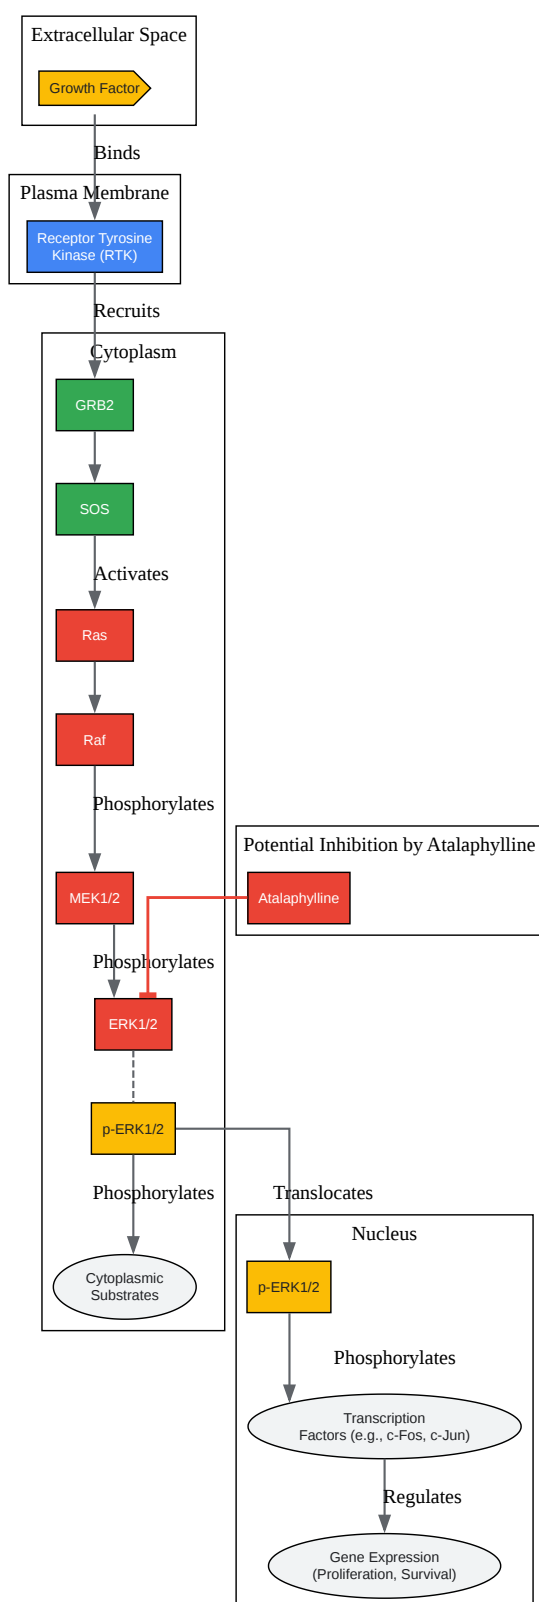 Extracellular Space
Growth Factor
Binds
Plasma Membrane
Receptor Tyrosine
Kinase (RTK)
Recruits
Cytoplasm
GRB2
SOS
Activates
Ras
Raf
Phosphorylates
Potential Inhibition by Atalaphylline
MEK1/2
Atalaphylline
Phosphorylates
ERK1/2
p-ERK1/2
Phosphorylates
Translocates
Nucleus
Cytoplasmic
Substrates
p-ERK1/2
Phosphorylates
Transcription
Factors (e.g., c-Fos, c-Jun)
Regulates
Gene Expression
(Proliferation, Survival)